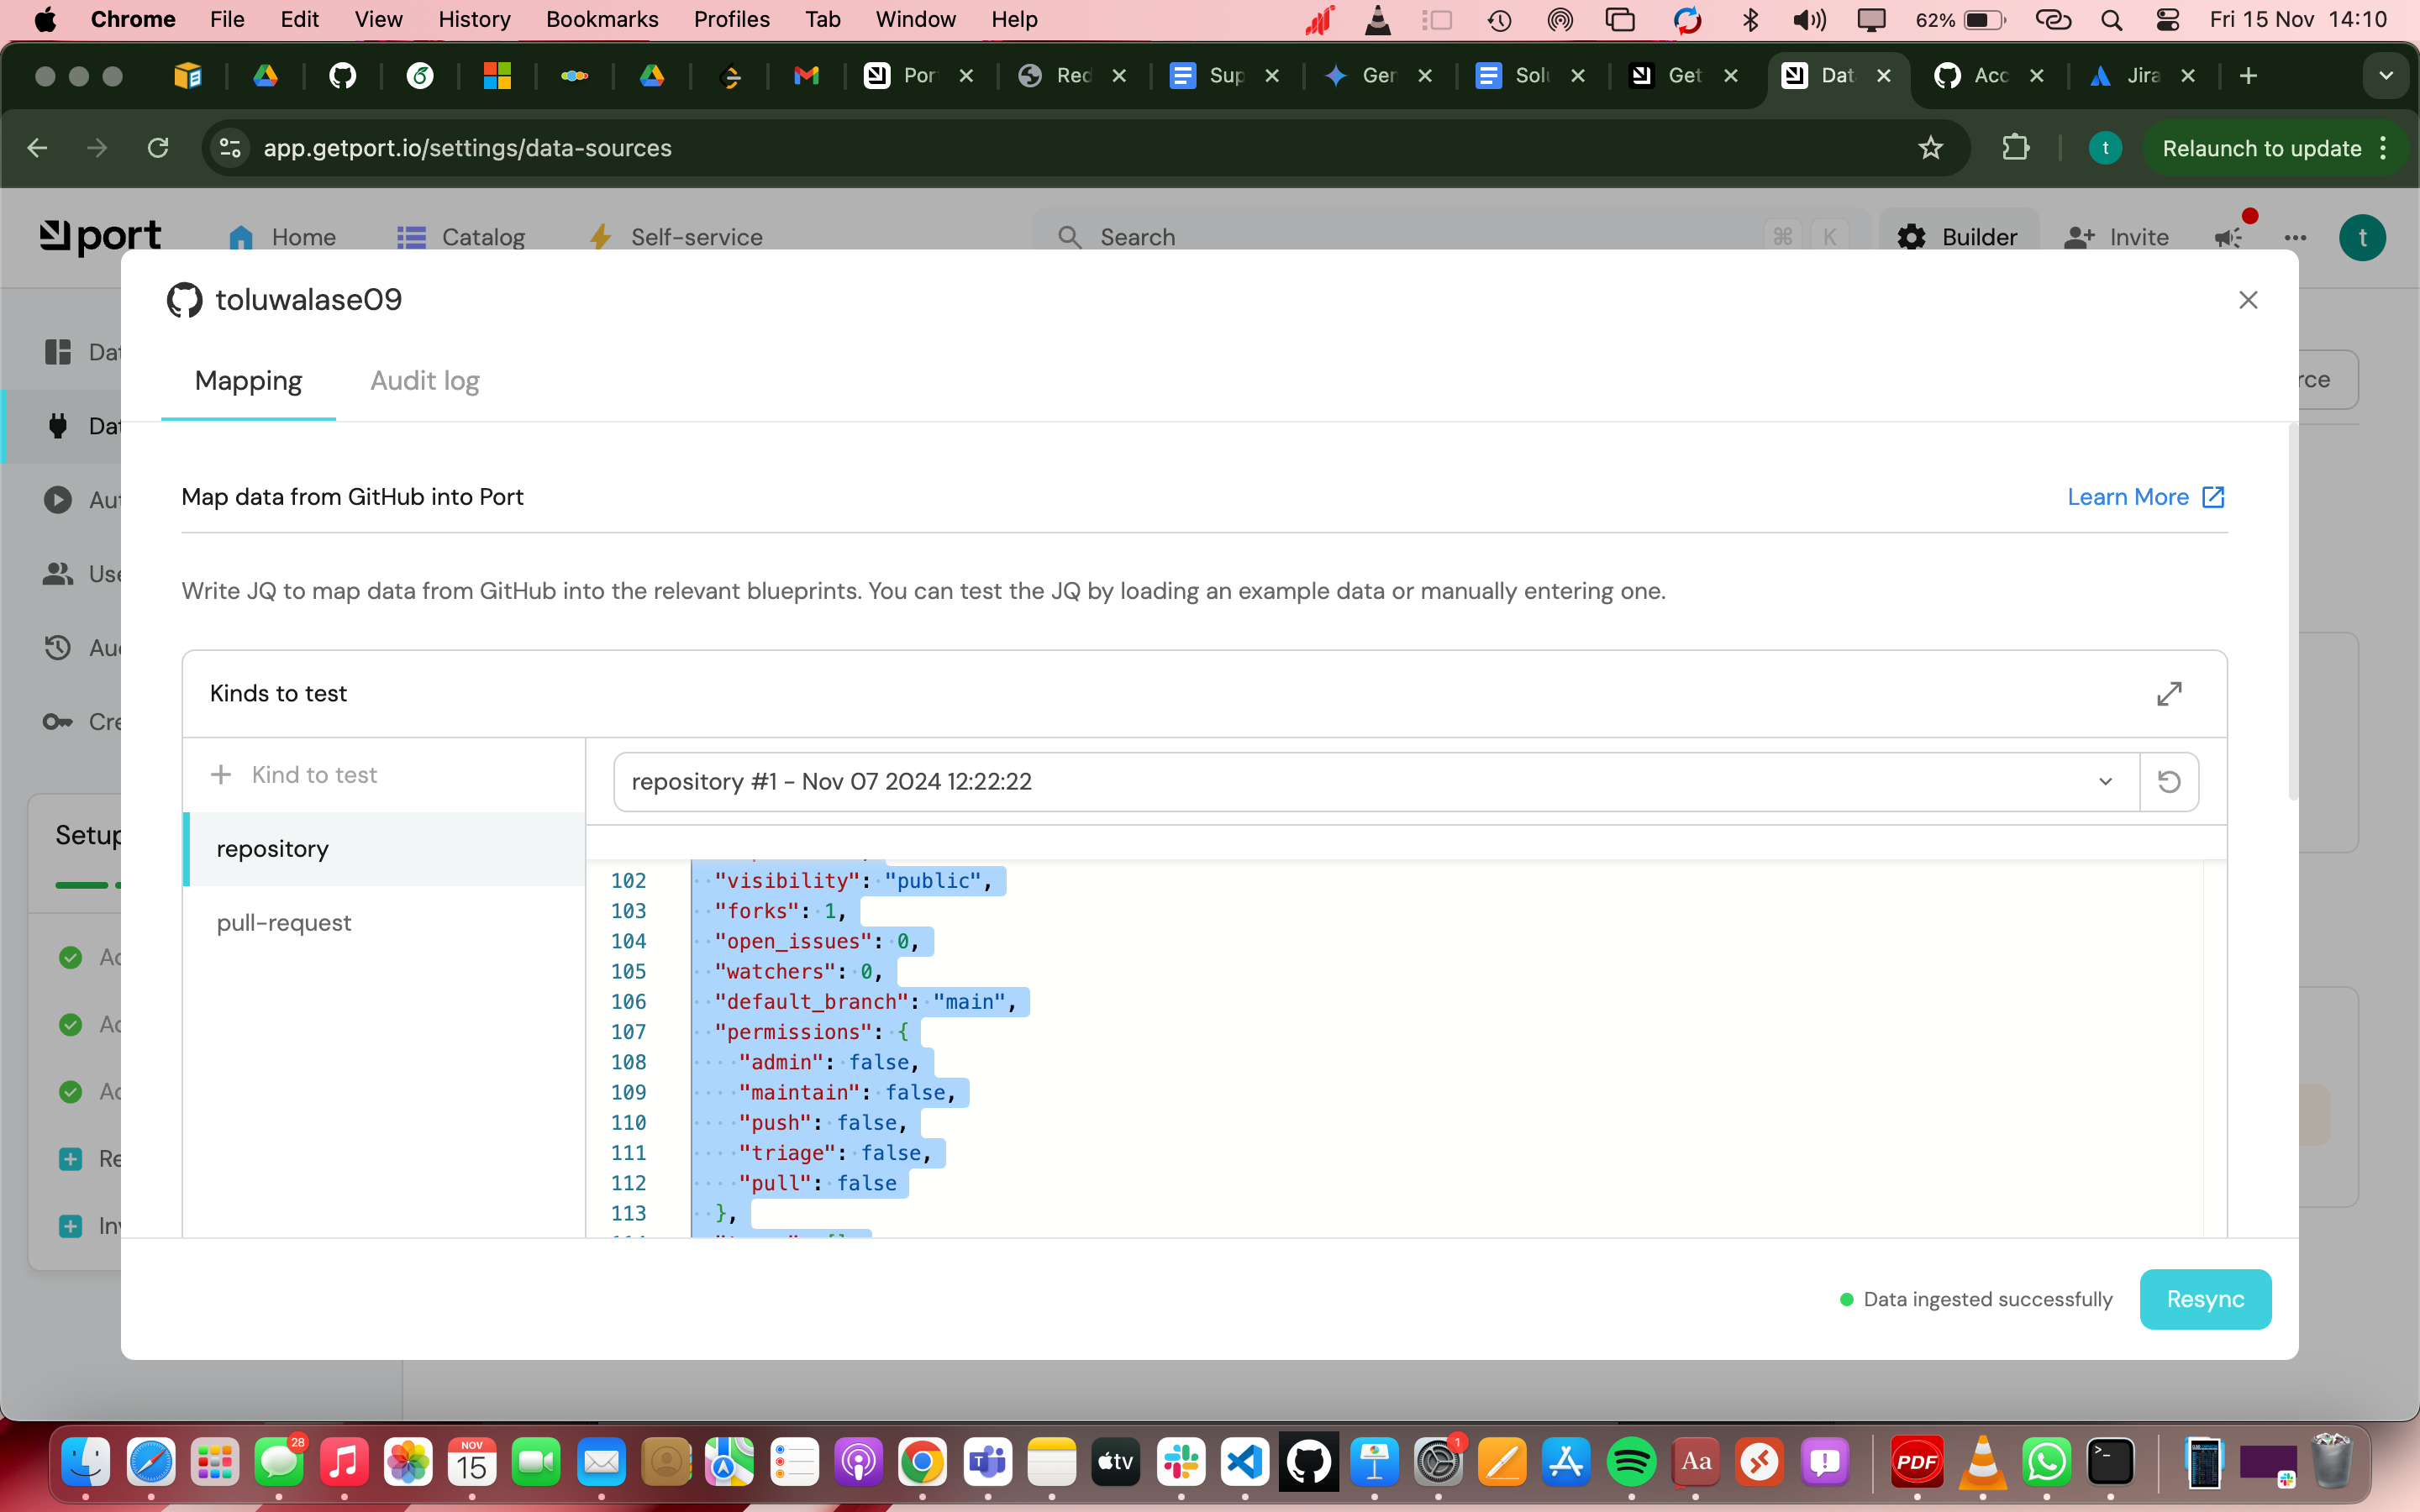 Chrome File Edit View History Bookmarks Profiles Tab Window Help 62% Fri 15 Nov 14:10
Por Red Sup Ger Solu Get Dat Acc Jira
app.getport.io/settings/data-sources t Relaunch to update
port Home Catalog Self-service Search ⌘ K Builder Invite t
toluwalase09
Mapping Audit log
Dat
rce
Dat
Aut
Use
Auc
Cre
Map data from GitHub into Port Learn More
Write JQ to map data from GitHub into the relevant blueprints. You can test the JQ by loading an example data or manually entering one.
Kinds to test
+ Kind to test
repository #1 - Nov 07 2024 12:22:22
Setup
repository
pull-request
102 "visibility": "public",
103 "forks": 1,
104 "open_issues": 0,
105 "watchers": 0,
106 "default_branch": "main",
107 "permissions": {
108 "admin": false,
109 "maintain": false,
110 "push": false,
111 "triage": false,
112 "pull": false
113 },
Ac
Ac
Ac
Re
Inv
Data ingested successfully Resync
28 NOV 15 tv 1 Aa PDF >_